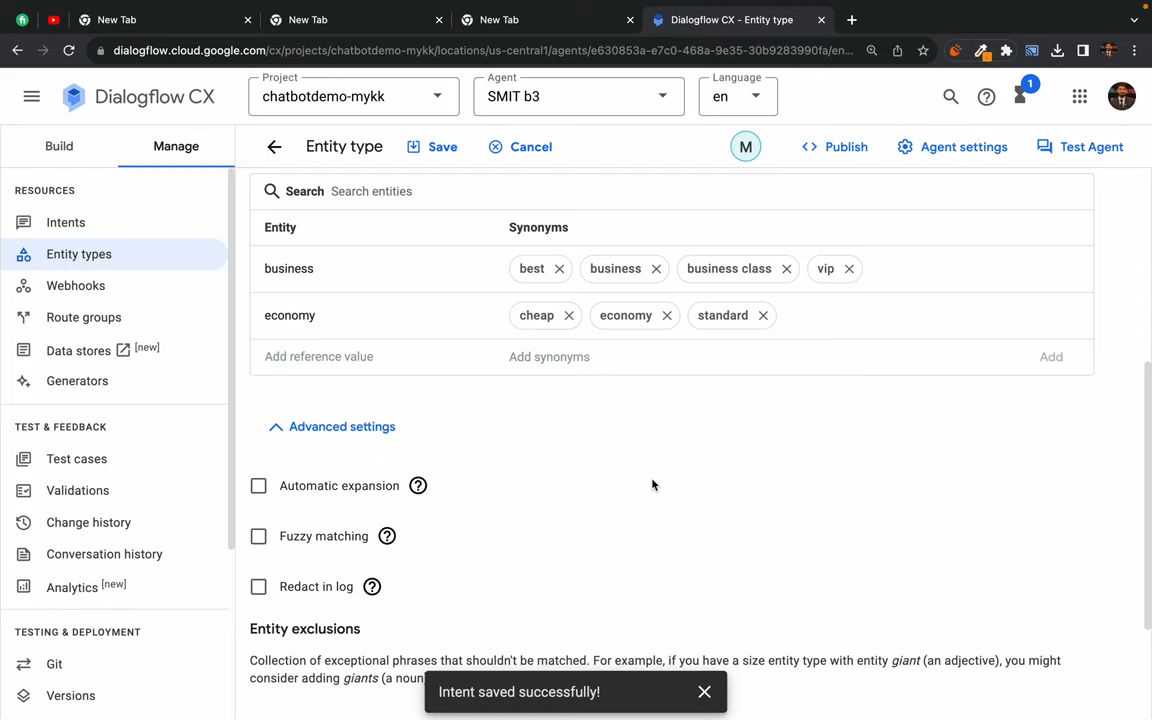 New Tab
New Tab
New Tab
Dialogflow CX - Entity type
dialogflow.cloud.google.com/cx/projects/chatbotdemo-mykk/locations/us-central1/agents/e630853a-e7c0-468a-9e35-30b9283990fa/en...
Dialogflow CX
Project
chatbotdemo-mykk
Agent
SMIT b3
Language
en
1
Build
Manage
Entity type
Save
Cancel
M
Publish
Agent settings
Test Agent
RESOURCES
Intents
Entity types
Webhooks
Route groups
Data stores [new]
Generators
TEST & FEEDBACK
Test cases
Validations
Change history
Conversation history
Analytics [new]
TESTING & DEPLOYMENT
Git
Versions
Search Search entities
Entity Synonyms
business best business business class vip
economy cheap economy standard
Add reference value Add synonyms Add
Advanced settings
Automatic expansion
Fuzzy matching
Redact in log
Entity exclusions
Collection of exceptional phrases that shouldn't be matched. For example, if you have a size entity type with entity giant (an adjective), you might
consider adding giants (a noun
Intent saved successfully!